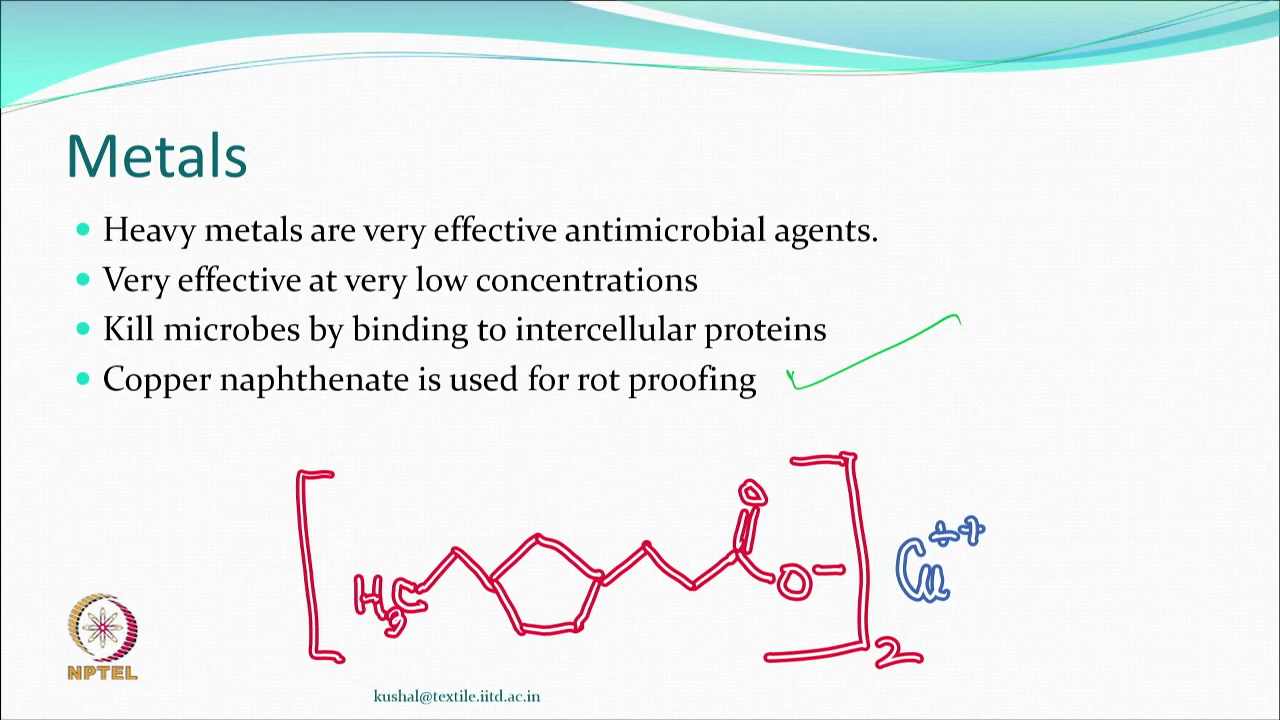 Metals
Heavy metals are very effective antimicrobial agents.
Very effective at very low concentrations
Kill microbes by binding to intercellular proteins
Copper naphthenate is used for rot proofing
O
H3C
O−
2
Cu++
NPTEL
kushal@textile.iitd.ac.in